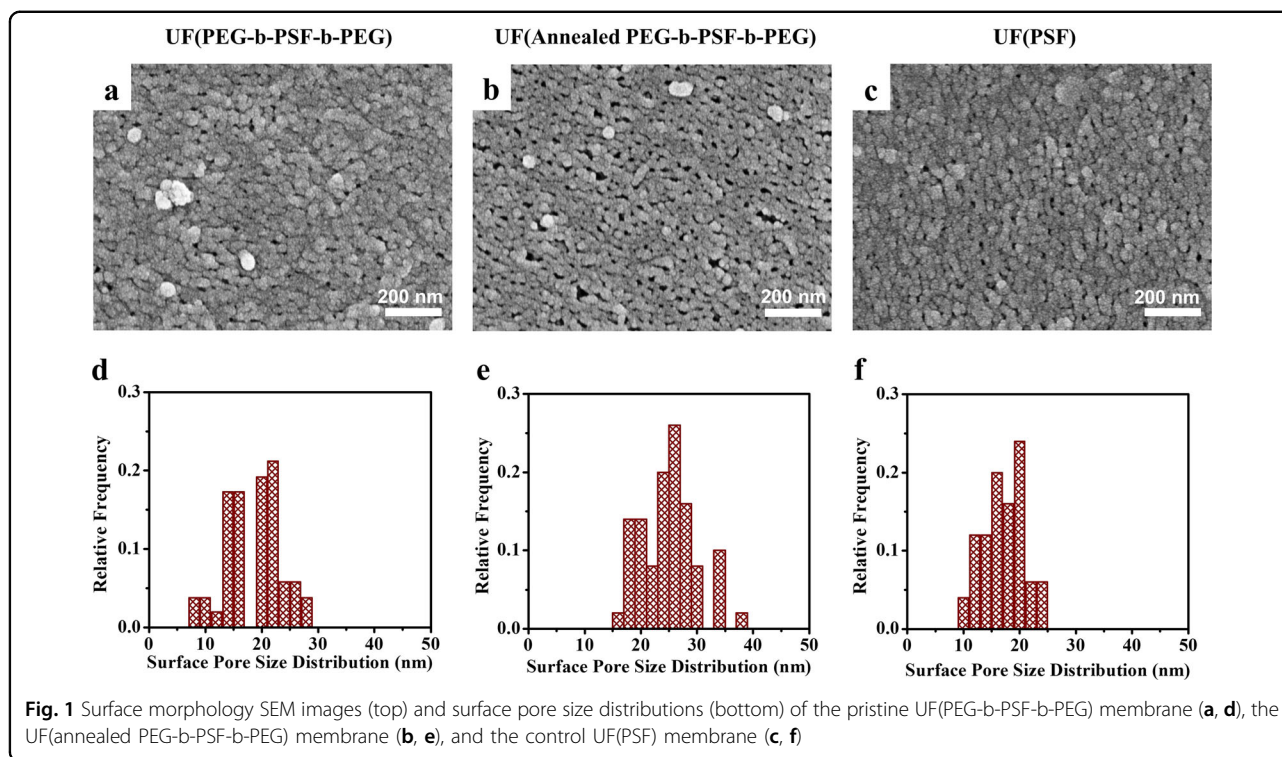 UF(PEG-b-PSF-b-PEG) UF(Annealed PEG-b-PSF-b-PEG) UF(PSF)
a b c
200 nm 200 nm 200 nm
d e f
0.3 0.3 0.3
0.2 0.2 0.2
0.1 0.1 0.1
0.0 0.0 0.0
Relative Frequency Relative Frequency Relative Frequency
0 10 20 30 40 50 0 10 20 30 40 50 0 10 20 30 40 50
Surface Pore Size Distribution (nm) Surface Pore Size Distribution (nm) Surface Pore Size Distribution (nm)
Fig. 1 Surface morphology SEM images (top) and surface pore size distributions (bottom) of the pristine UF(PEG-b-PSF-b-PEG) membrane (a, d), the
UF(annealed PEG-b-PSF-b-PEG) membrane (b, e), and the control UF(PSF) membrane (c, f)